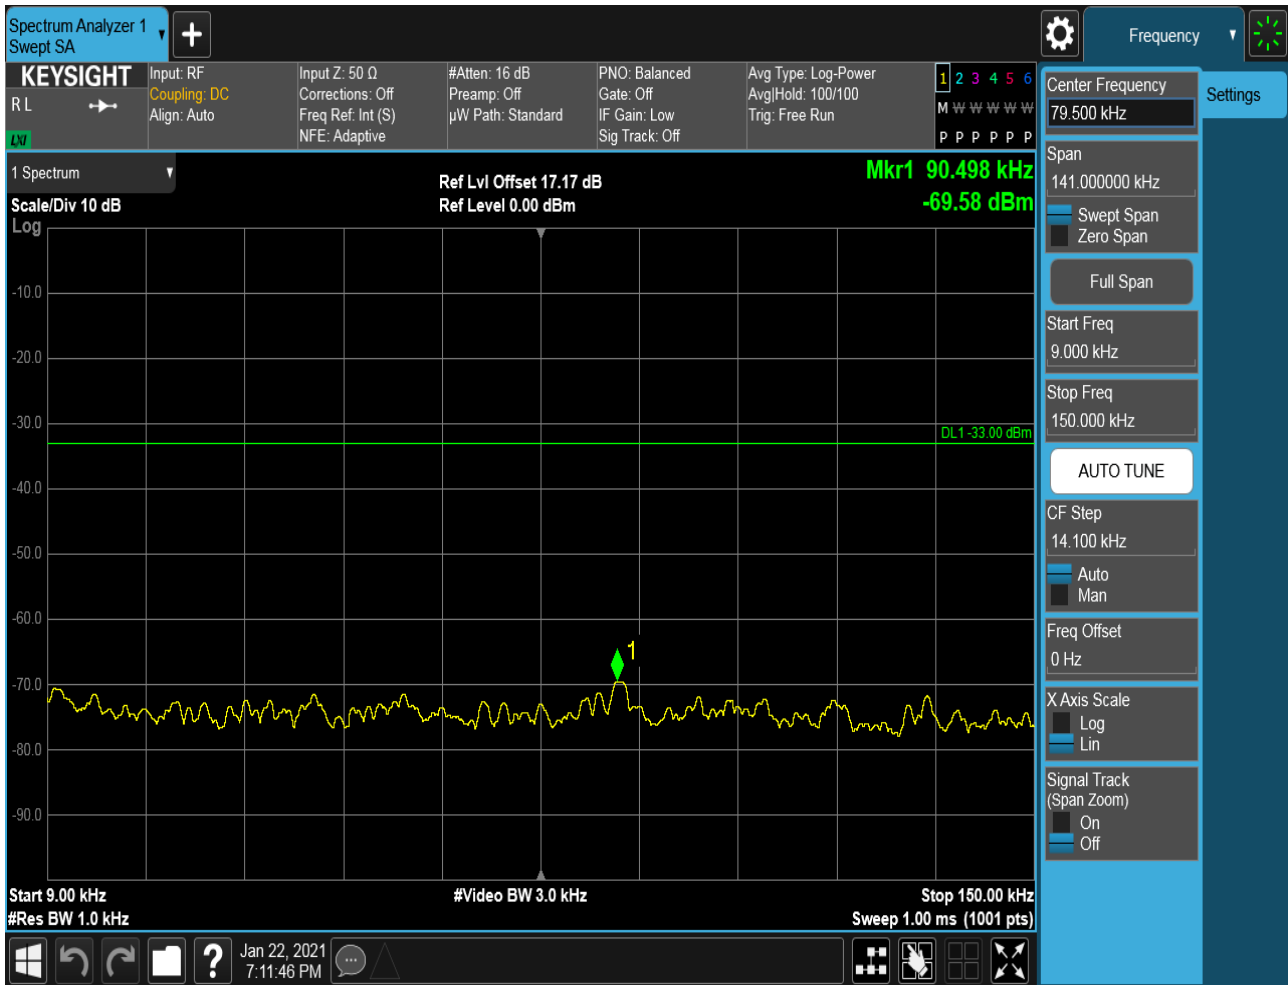 Spectrum Analyzer 1
Swept SA
Frequency
KEYSIGHT
R L
LXI
Input: RF
Coupling: DC
Align: Auto
Input Z: 50 Ω
Corrections: Off
Freq Ref: Int (S)
NFE: Adaptive
#Atten: 16 dB
Preamp: Off
µW Path: Standard
PNO: Balanced
Gate: Off
IF Gain: Low
Sig Track: Off
Avg Type: Log-Power
Avg|Hold: 100/100
Trig: Free Run
1 2 3 4 5 6
M W W W W W
P P P P P P
1 Spectrum
Scale/Div 10 dB
Log
Ref Lvl Offset 17.17 dB
Ref Level 0.00 dBm
Mkr1 90.498 kHz
-69.58 dBm
-10.0
-20.0
-30.0
DL1 -33.00 dBm
-40.0
-50.0
-60.0
1
-70.0
-80.0
-90.0
Start 9.00 kHz
#Video BW 3.0 kHz
Stop 150.00 kHz
#Res BW 1.0 kHz
Sweep 1.00 ms (1001 pts)
Center Frequency
79.500 kHz
Settings
Span
141.000000 kHz
Swept Span
Zero Span
Full Span
Start Freq
9.000 kHz
Stop Freq
150.000 kHz
AUTO TUNE
CF Step
14.100 kHz
Auto
Man
Freq Offset
0 Hz
X Axis Scale
Log
Lin
Signal Track
(Span Zoom)
On
Off
?
Jan 22, 2021
7:11:46 PM